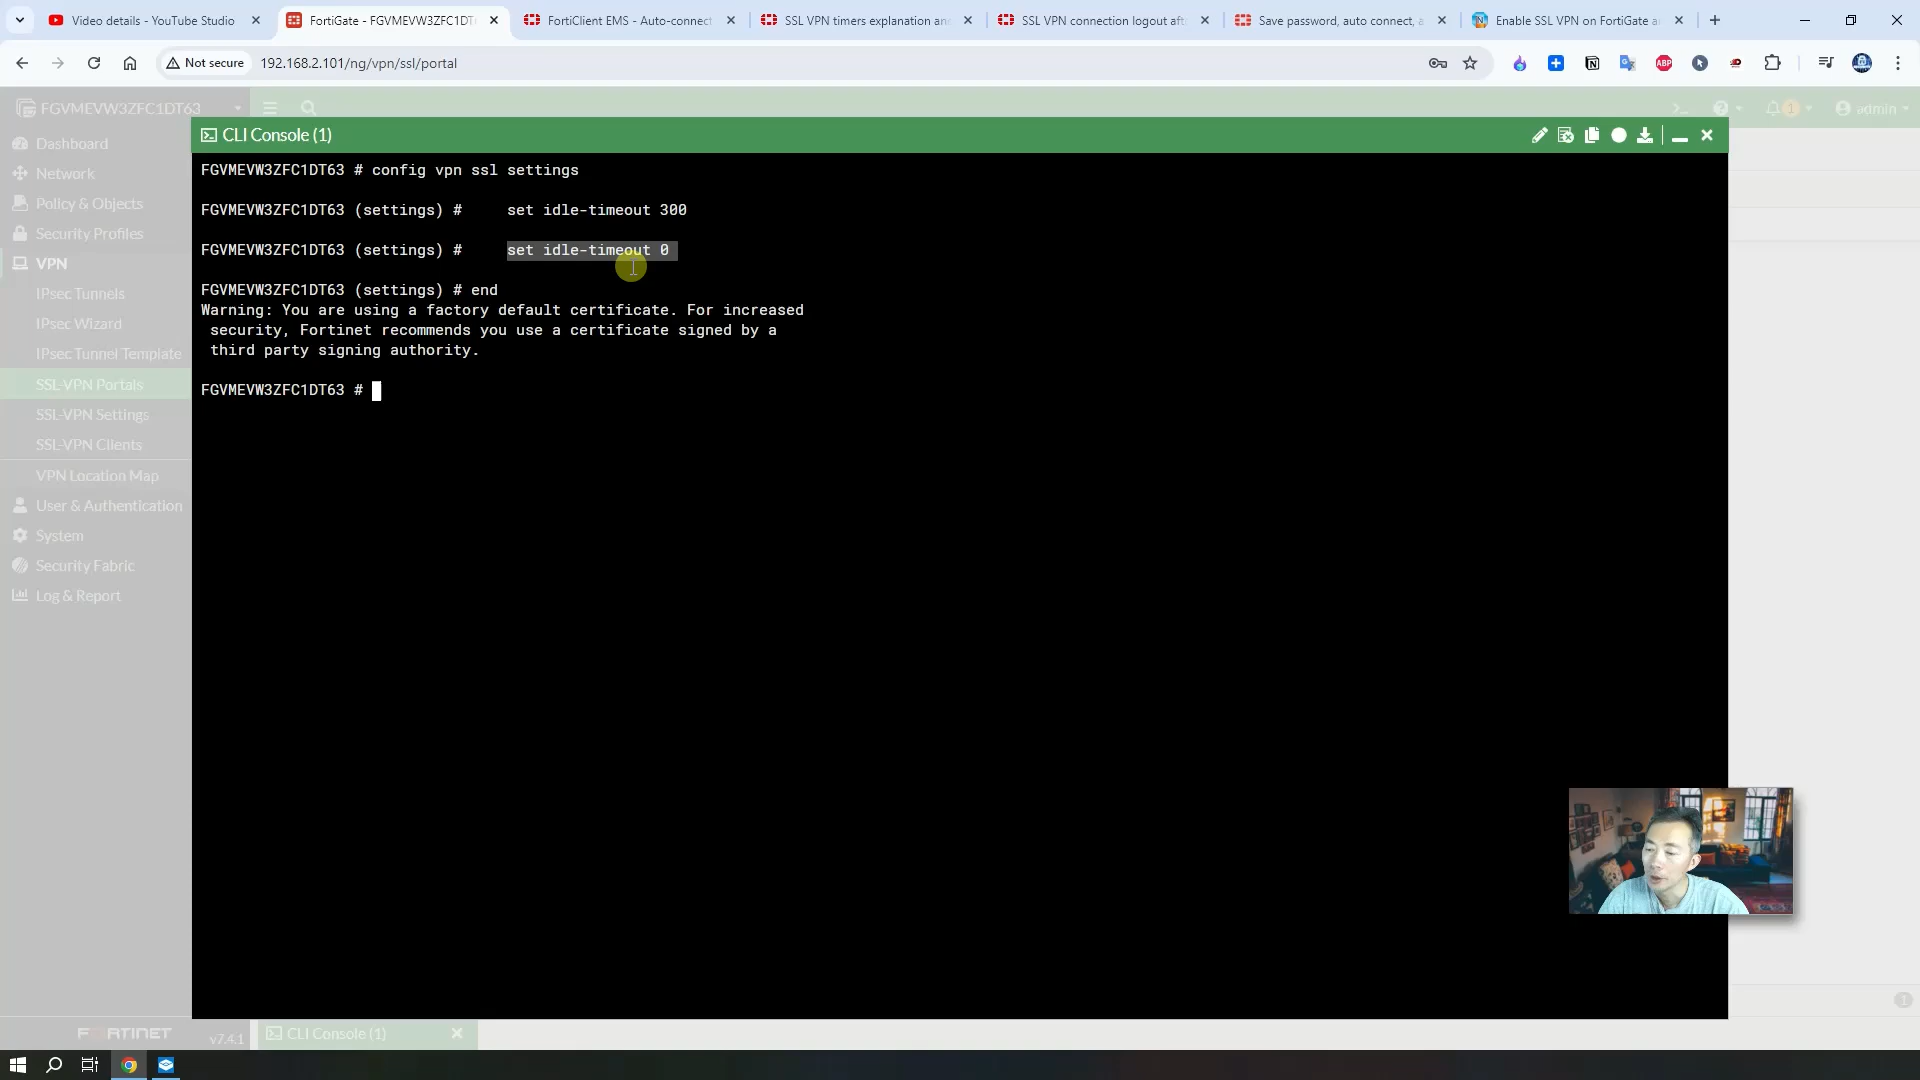 Video details - YouTube Studio
FortiGate - FGVMEVW3ZFC1DT
FortiClient EMS - Auto-connect
SSL VPN timers explanation an
SSL VPN connection logout aft
Save password, auto connect, a
Enable SSL VPN on FortiGate a
Not secure
192.168.2.101/ng/vpn/ssl/portal
ABP
FGVMEVW3ZFC1DT63
1
admin
Dashboard
Network
Policy & Objects
Security Profiles
VPN
IPsec Tunnels
IPsec Wizard
IPsec Tunnel Template
SSL-VPN Portals
SSL-VPN Settings
SSL-VPN Clients
VPN Location Map
User & Authentication
System
Security Fabric
Log & Report
CLI Console (1)
FGVMEVW3ZFC1DT63 # config vpn ssl settings
FGVMEVW3ZFC1DT63 (settings) #     set idle-timeout 300
FGVMEVW3ZFC1DT63 (settings) #     set idle-timeout 0
FGVMEVW3ZFC1DT63 (settings) # end
Warning: You are using a factory default certificate. For increased
security, Fortinet recommends you use a certificate signed by a
third party signing authority.
FGVMEVW3ZFC1DT63 #
1
FORTINET
v7.4.1
CLI Console (1)